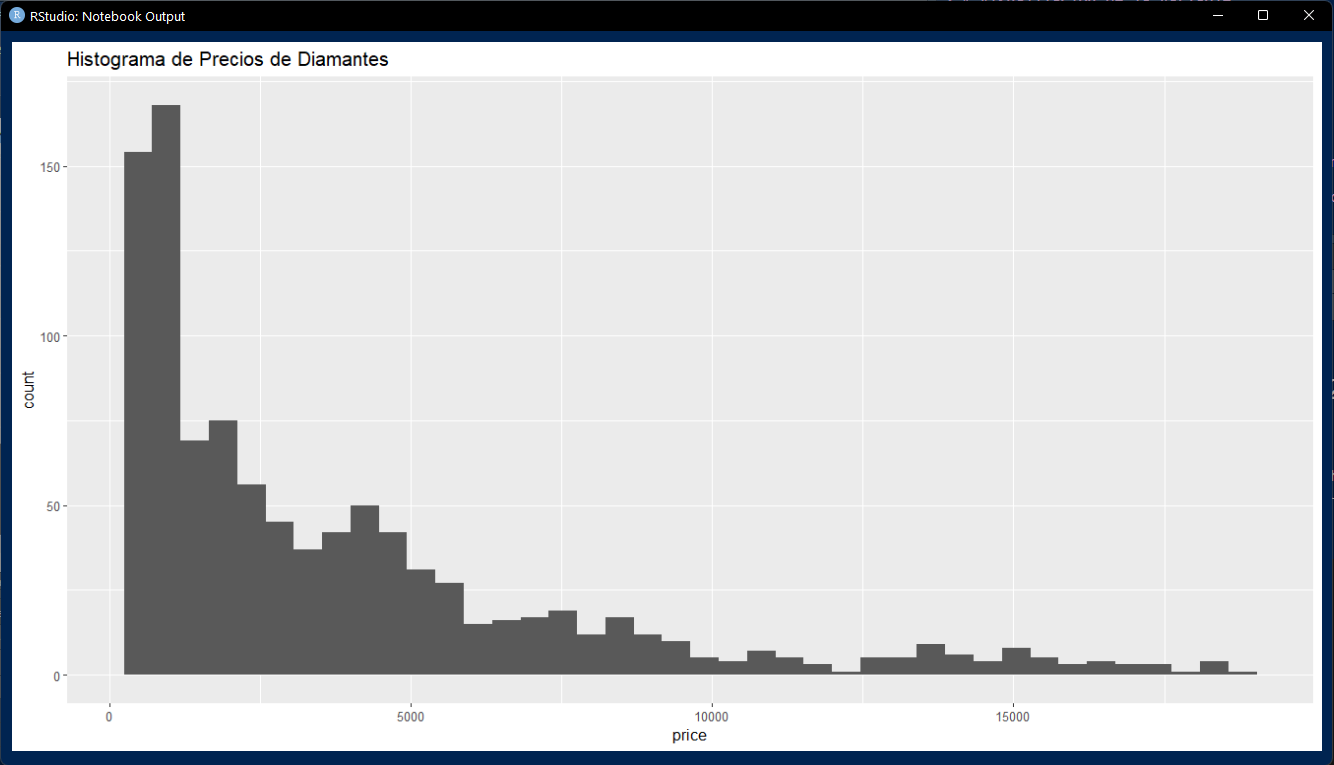 RStudio: Notebook Output
Histograma de Precios de Diamantes
150
100
50
0
count
0 5000 10000 15000
price